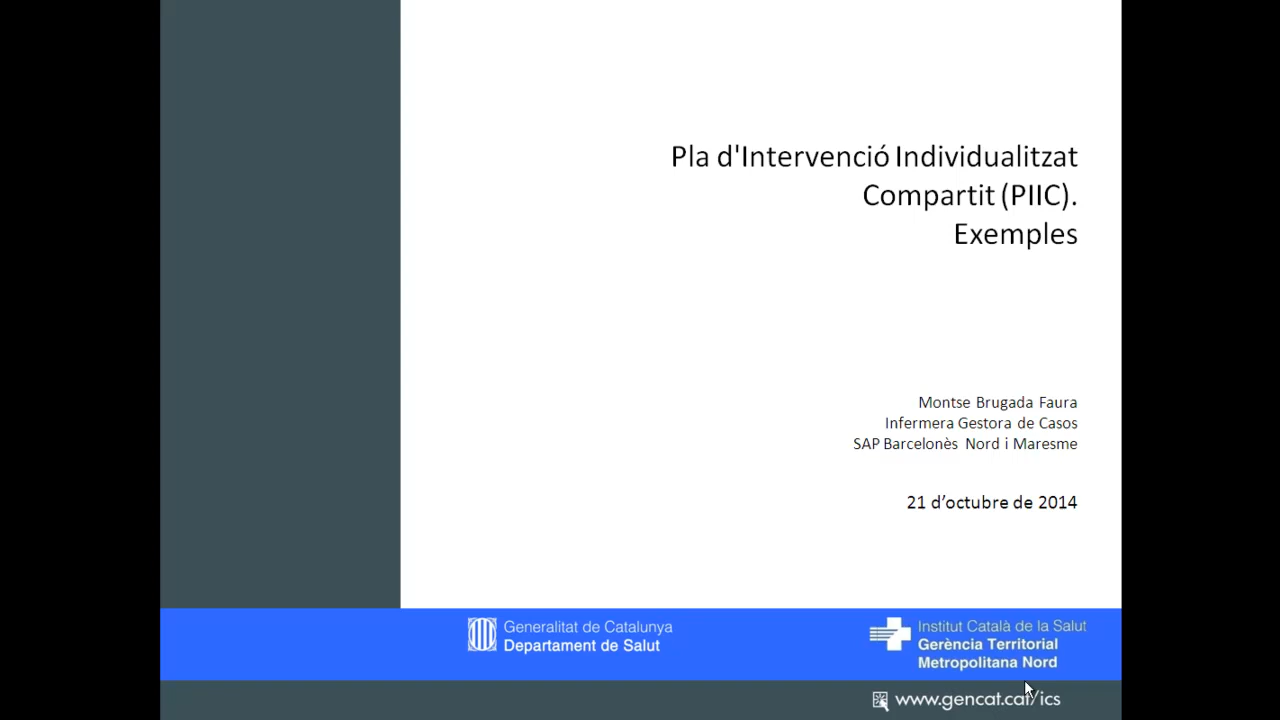 Pla d'Intervenció Individualitzat
Compartit (PIIC).
Exemples
Montse Brugada Faura
Infermera Gestora de Casos
SAP Barcelonès Nord i Maresme
21 d’octubre de 2014
Generalitat de Catalunya
Departament de Salut
Institut Català de la Salut
Gerència Territorial
Metropolitana Nord
www.gencat.cat/ics